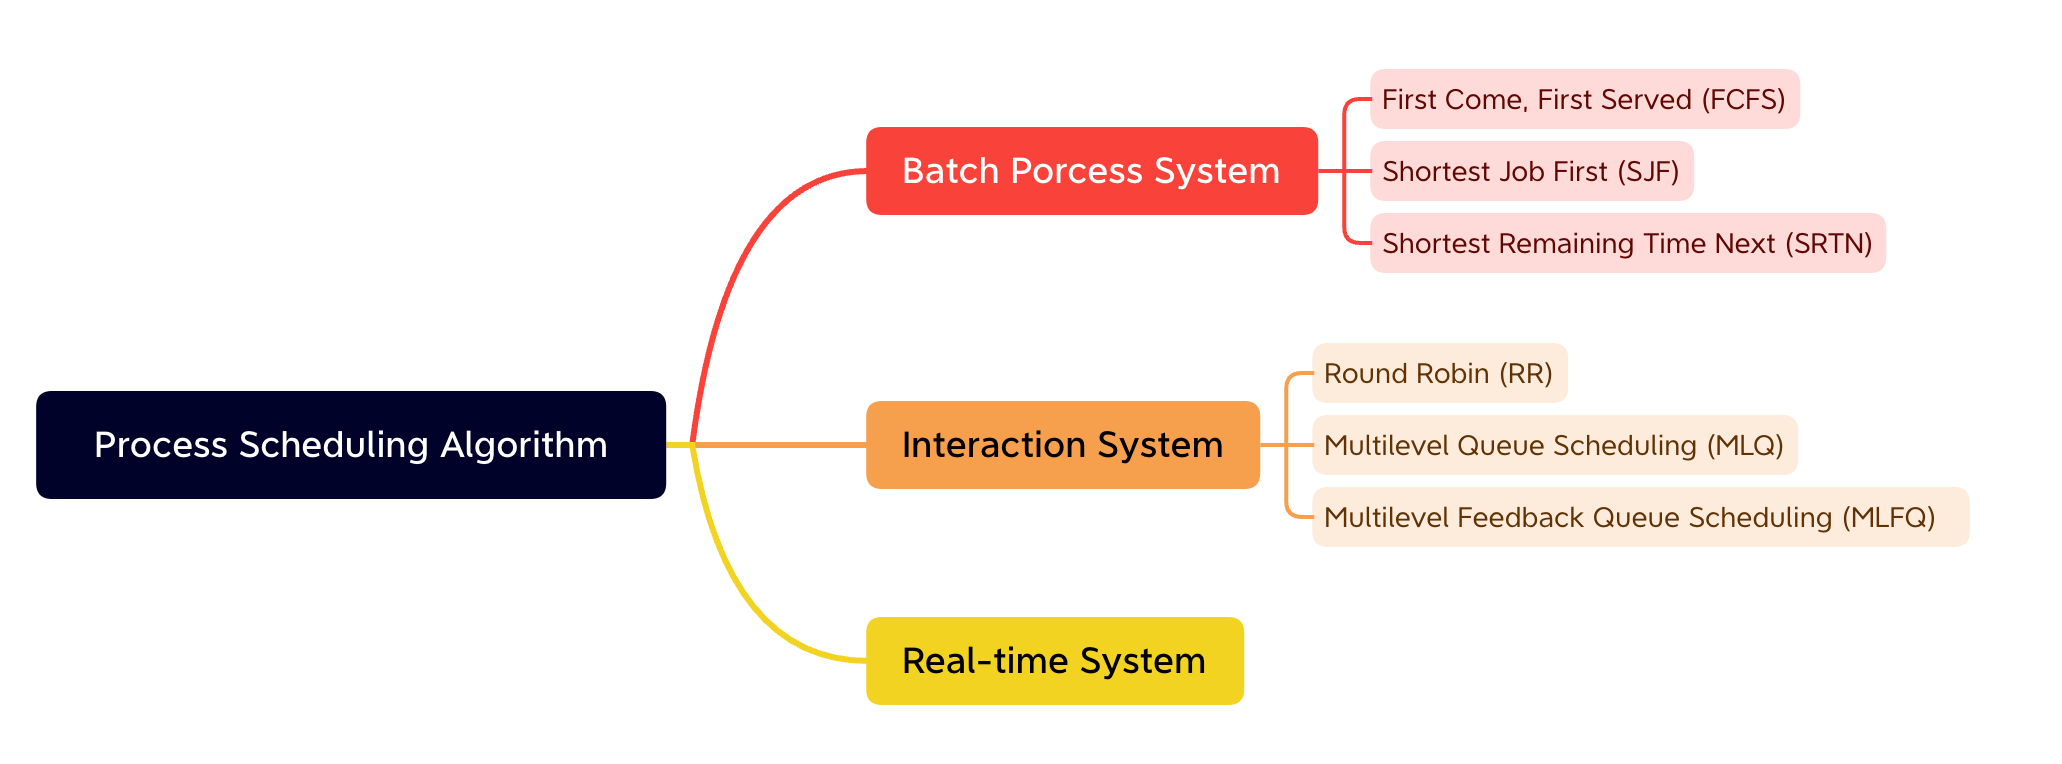 Process Scheduling Algorithm
Batch Porcess System
First Come, First Served (FCFS)
Shortest Job First (SJF)
Shortest Remaining Time Next (SRTN)
Interaction System
Round Robin (RR)
Multilevel Queue Scheduling (MLQ)
Multilevel Feedback Queue Scheduling (MLFQ)
Real-time System